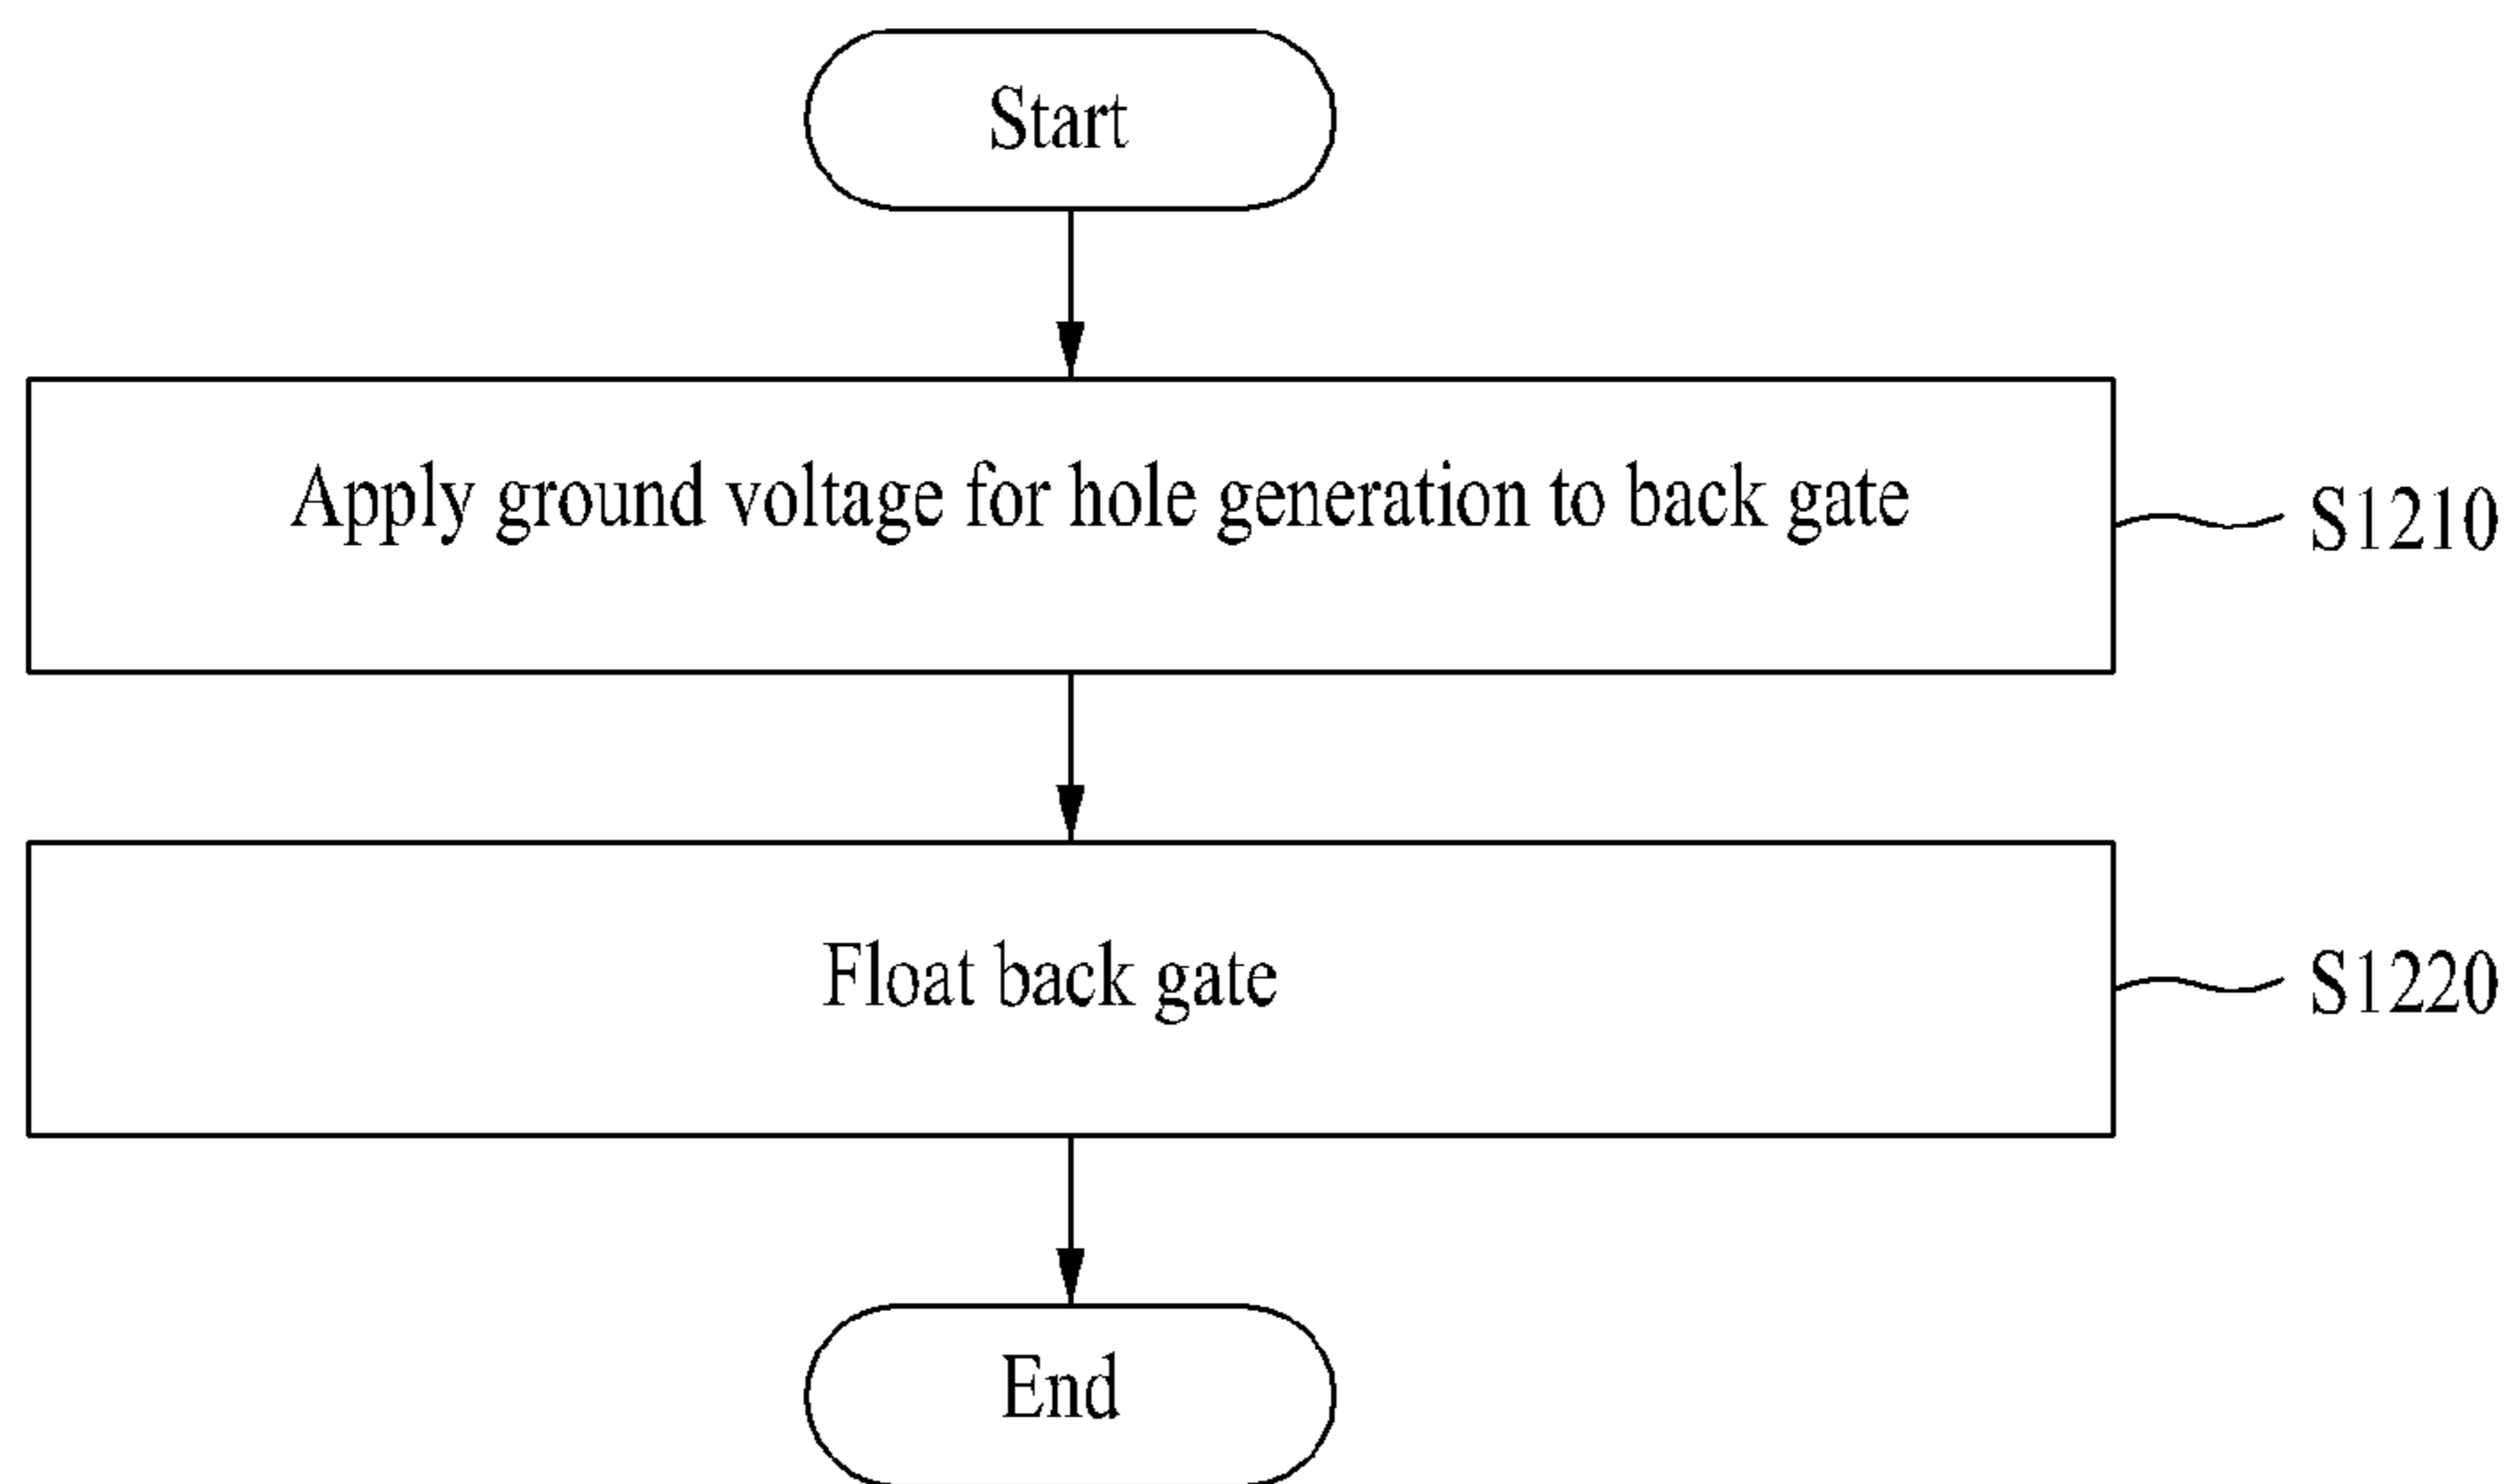 Start
Apply ground voltage for hole generation to back gate
S1210
Float back gate
S1220
End